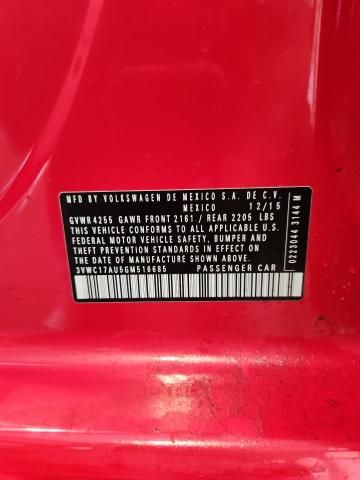 MFD. BY VOLKSWAGEN DE MEXICO S.A. DE C.V.
MEXICO 12/15
GVWR 4255 GAWR FRONT 2161 / REAR 2205 LBS
THIS VEHICLE CONFORMS TO ALL APPLICABLE U.S.
FEDERAL MOTOR VEHICLE SAFETY, BUMPER AND
THEFT PREVENTION STANDARDS IN EFFECT ON
THE DATE OF MANUFACTURE SHOWN ABOVE.
3VWC17AU5GM516685 PASSENGER CAR
0223044 3144 M